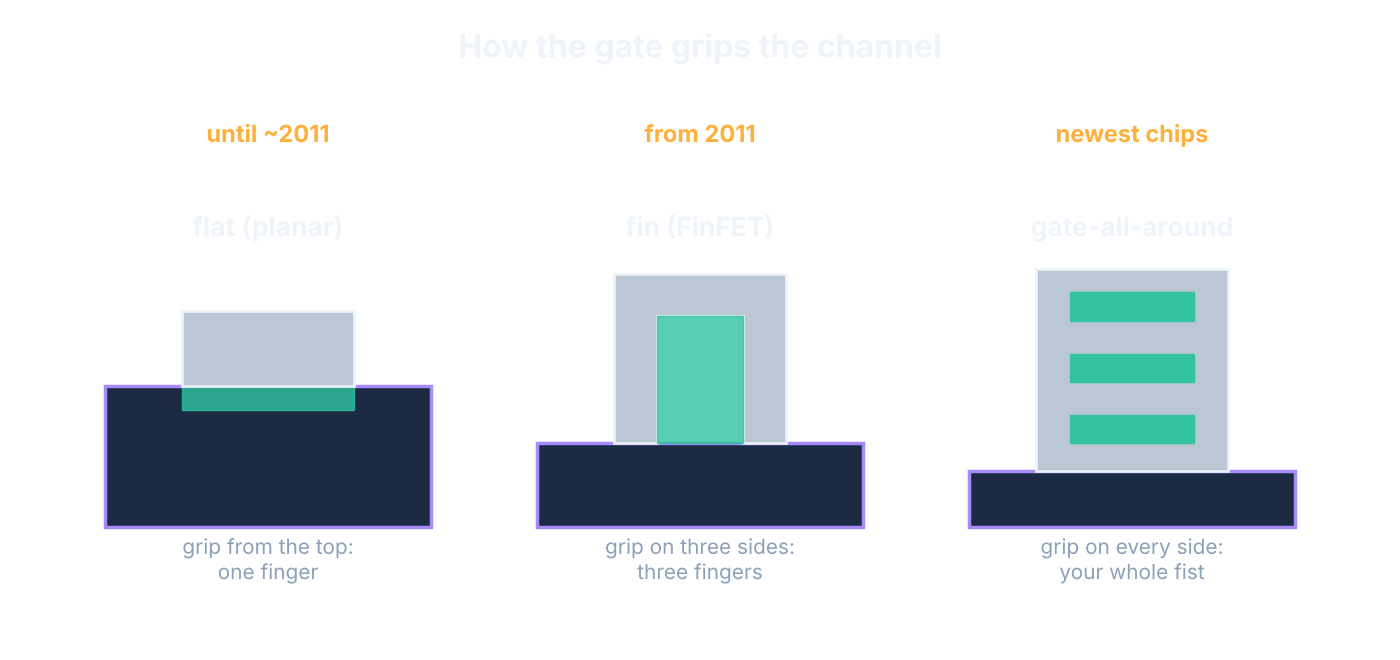 How the gate grips the channel
until ~2011
from 2011
newest chips
flat (planar)
fin (FinFET)
gate-all-around
grip from the top:
one finger
grip on three sides:
three fingers
grip on every side:
your whole fist